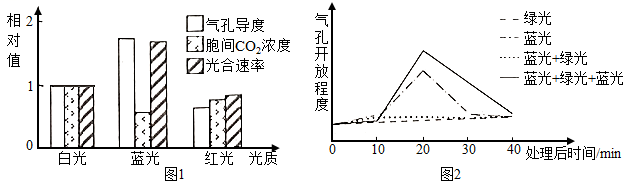 相对值
2
1
0
气孔导度
胞间CO₂浓度
光合速率
白光 蓝光 红光 光质
图1
气孔开放程度
绿光
蓝光
蓝光+绿光
蓝光+绿光+蓝光
0 10 20 30 40 处理后时间/min
图2